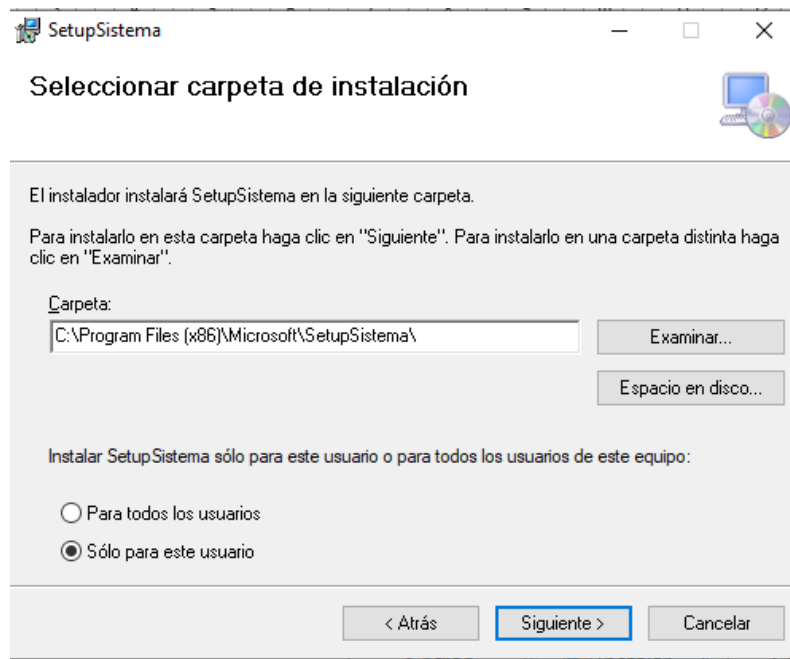 SetupSistema
Seleccionar carpeta de instalación
El instalador instalará SetupSistema en la siguiente carpeta.
Para instalarlo en esta carpeta haga clic en "Siguiente". Para instalarlo en una carpeta distinta haga
clic en "Examinar".
Carpeta:
C:\Program Files (x86)\Microsoft\SetupSistema\
Examinar...
Espacio en disco...
Instalar SetupSistema sólo para este usuario o para todos los usuarios de este equipo:
Para todos los usuarios
Sólo para este usuario
< Atrás
Siguiente >
Cancelar